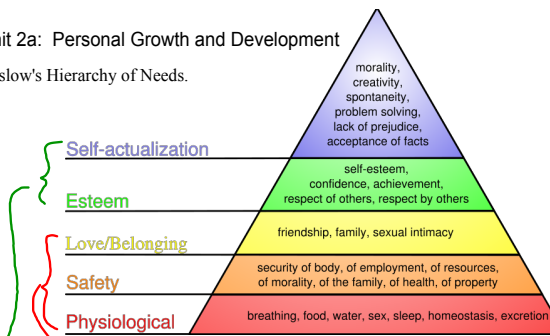 nit 2a:  Personal Growth and Development
slow's Hierarchy of Needs.
morality,
creativity,
spontaneity,
problem solving,
lack of prejudice,
acceptance of facts
Self-actualization
self-esteem,
confidence, achievement,
respect of others, respect by others
Esteem
friendship, family, sexual intimacy
Love/Belonging
security of body, of employment, of resources,
of morality, of the family, of health, of property
Safety
breathing, food, water, sex, sleep, homeostasis, excretion
Physiological